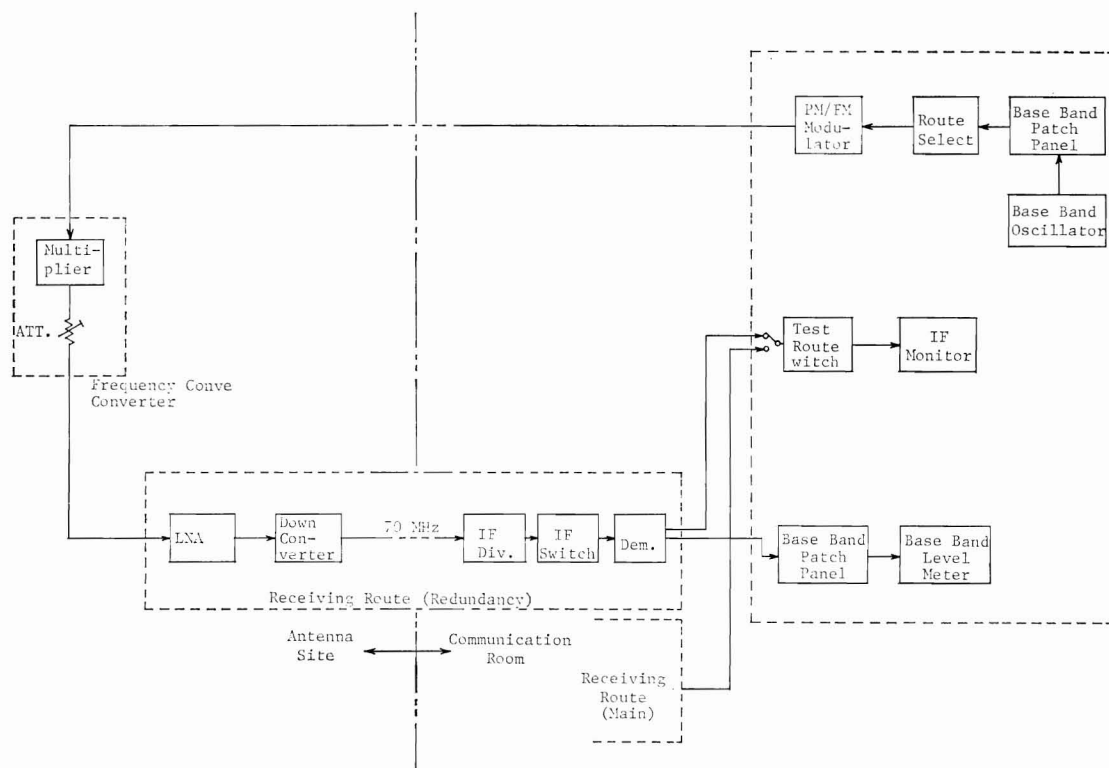 PM/FM
Modu-
lator
Route
Select
Base Band
Patch
Panel
Base Band
Oscillator
Multi-
plier
ATT.
Frequency Conve
Converter
Test
Route
witch
IF
Monitor
LNA
Down
Con-
verter
70 MHz
IF
Div.
IF
Switch
Dem.
Base Band
Patch
Panel
Base Band
Level
Meter
Receiving Route (Redundancy)
Antenna
Site
Communication
Room
Receiving
Route
(Main)